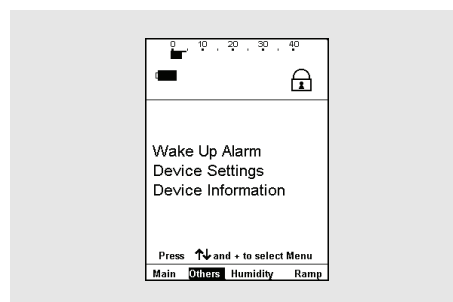 0 . 10 . 20 . 30 . 40
Wake Up Alarm
Device Settings
Device Information
Press ↑↓ and + to select Menu
Main Others Humidity Ramp